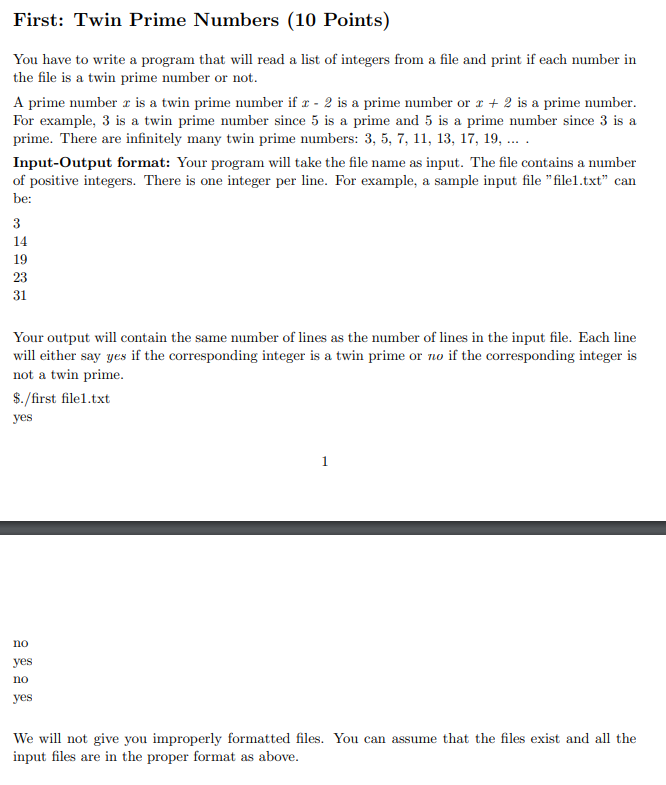 First: Twin Prime Numbers (10 Points)
You have to write a program that will read a list of integers from a file and print if each number in
the file is a twin prime number or not.
A prime number x is a twin prime number if x - 2 is a prime number or x + 2 is a prime number.
For example, 3 is a twin prime number since 5 is a prime and 5 is a prime number since 3 is a
prime. There are infinitely many twin prime numbers: 3, 5, 7, 11, 13, 17, 19, ... .
Input-Output format: Your program will take the file name as input. The file contains a number
of positive integers. There is one integer per line. For example, a sample input file ”file1.txt” can
be:
3
14
19
23
31
Your output will contain the same number of lines as the number of lines in the input file. Each line
will either say yes if the corresponding integer is a twin prime or no if the corresponding integer is
not a twin prime.
$./first file1.txt
yes
1
no
yes
no
yes
We will not give you improperly formatted files. You can assume that the files exist and all the
input files are in the proper format as above.